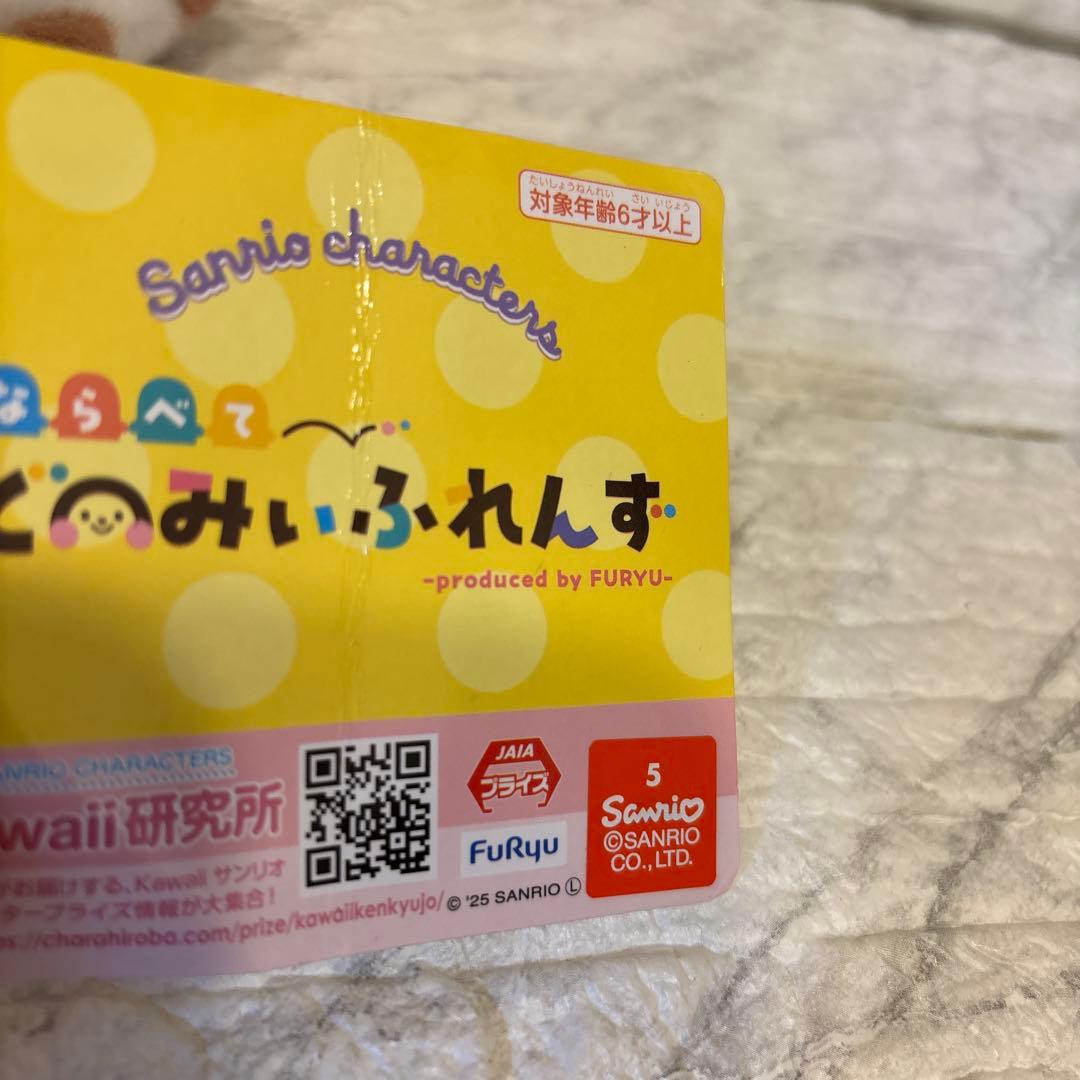 たいしょうねんれい さい いじょう
対象年齢6才以上
Sanrio characters
ならべて
みぃふれんず
-produced by FURYU-
CHARACTERS
waii研究所
がお届けする、Kawaii サンリオ
タープライズ情報が大集合！
://charahiroba.com/prize/kawaiikenkyujo/
JAIA
プライズ
FuRyu
© '25 SANRIO Ⓛ
5
Sanrio
©SANRIO
CO.,LTD.